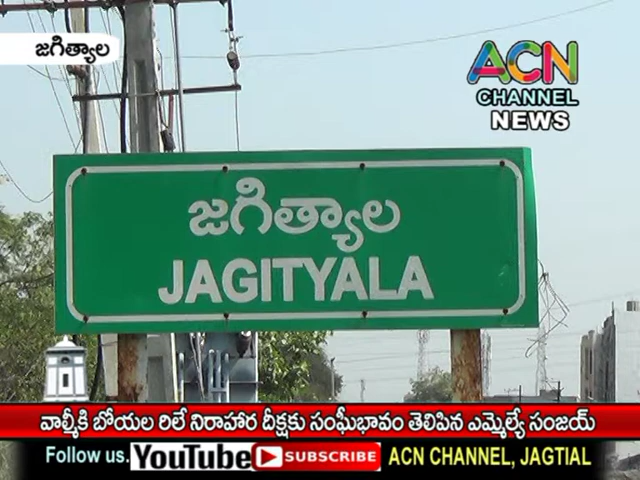 జగిత్యాల
ACN
CHANNEL
NEWS
జగిత్యాల
JAGITYALA
వాల్మీకి బోయల రిలే నిరాహార దీక్షకు సంఘీభావం తెలిపిన ఎమ్మెల్యే సంజయ్
Follow us. YouTube SUBSCRIBE ACN CHANNEL, JAGTIAL